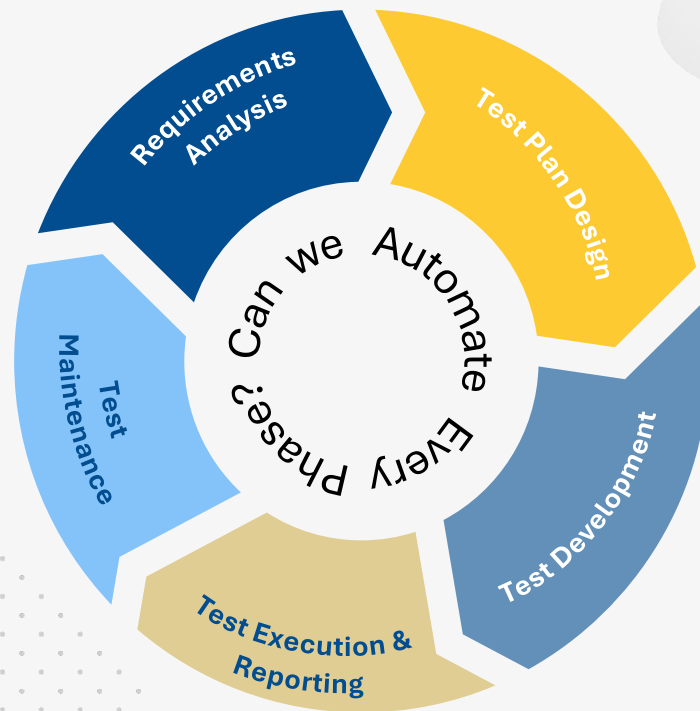 Requirements
Analysis
Test Plan Design
Test Development
Test Execution &
Reporting
Test
Maintenance
Can we Automate Every Phase?